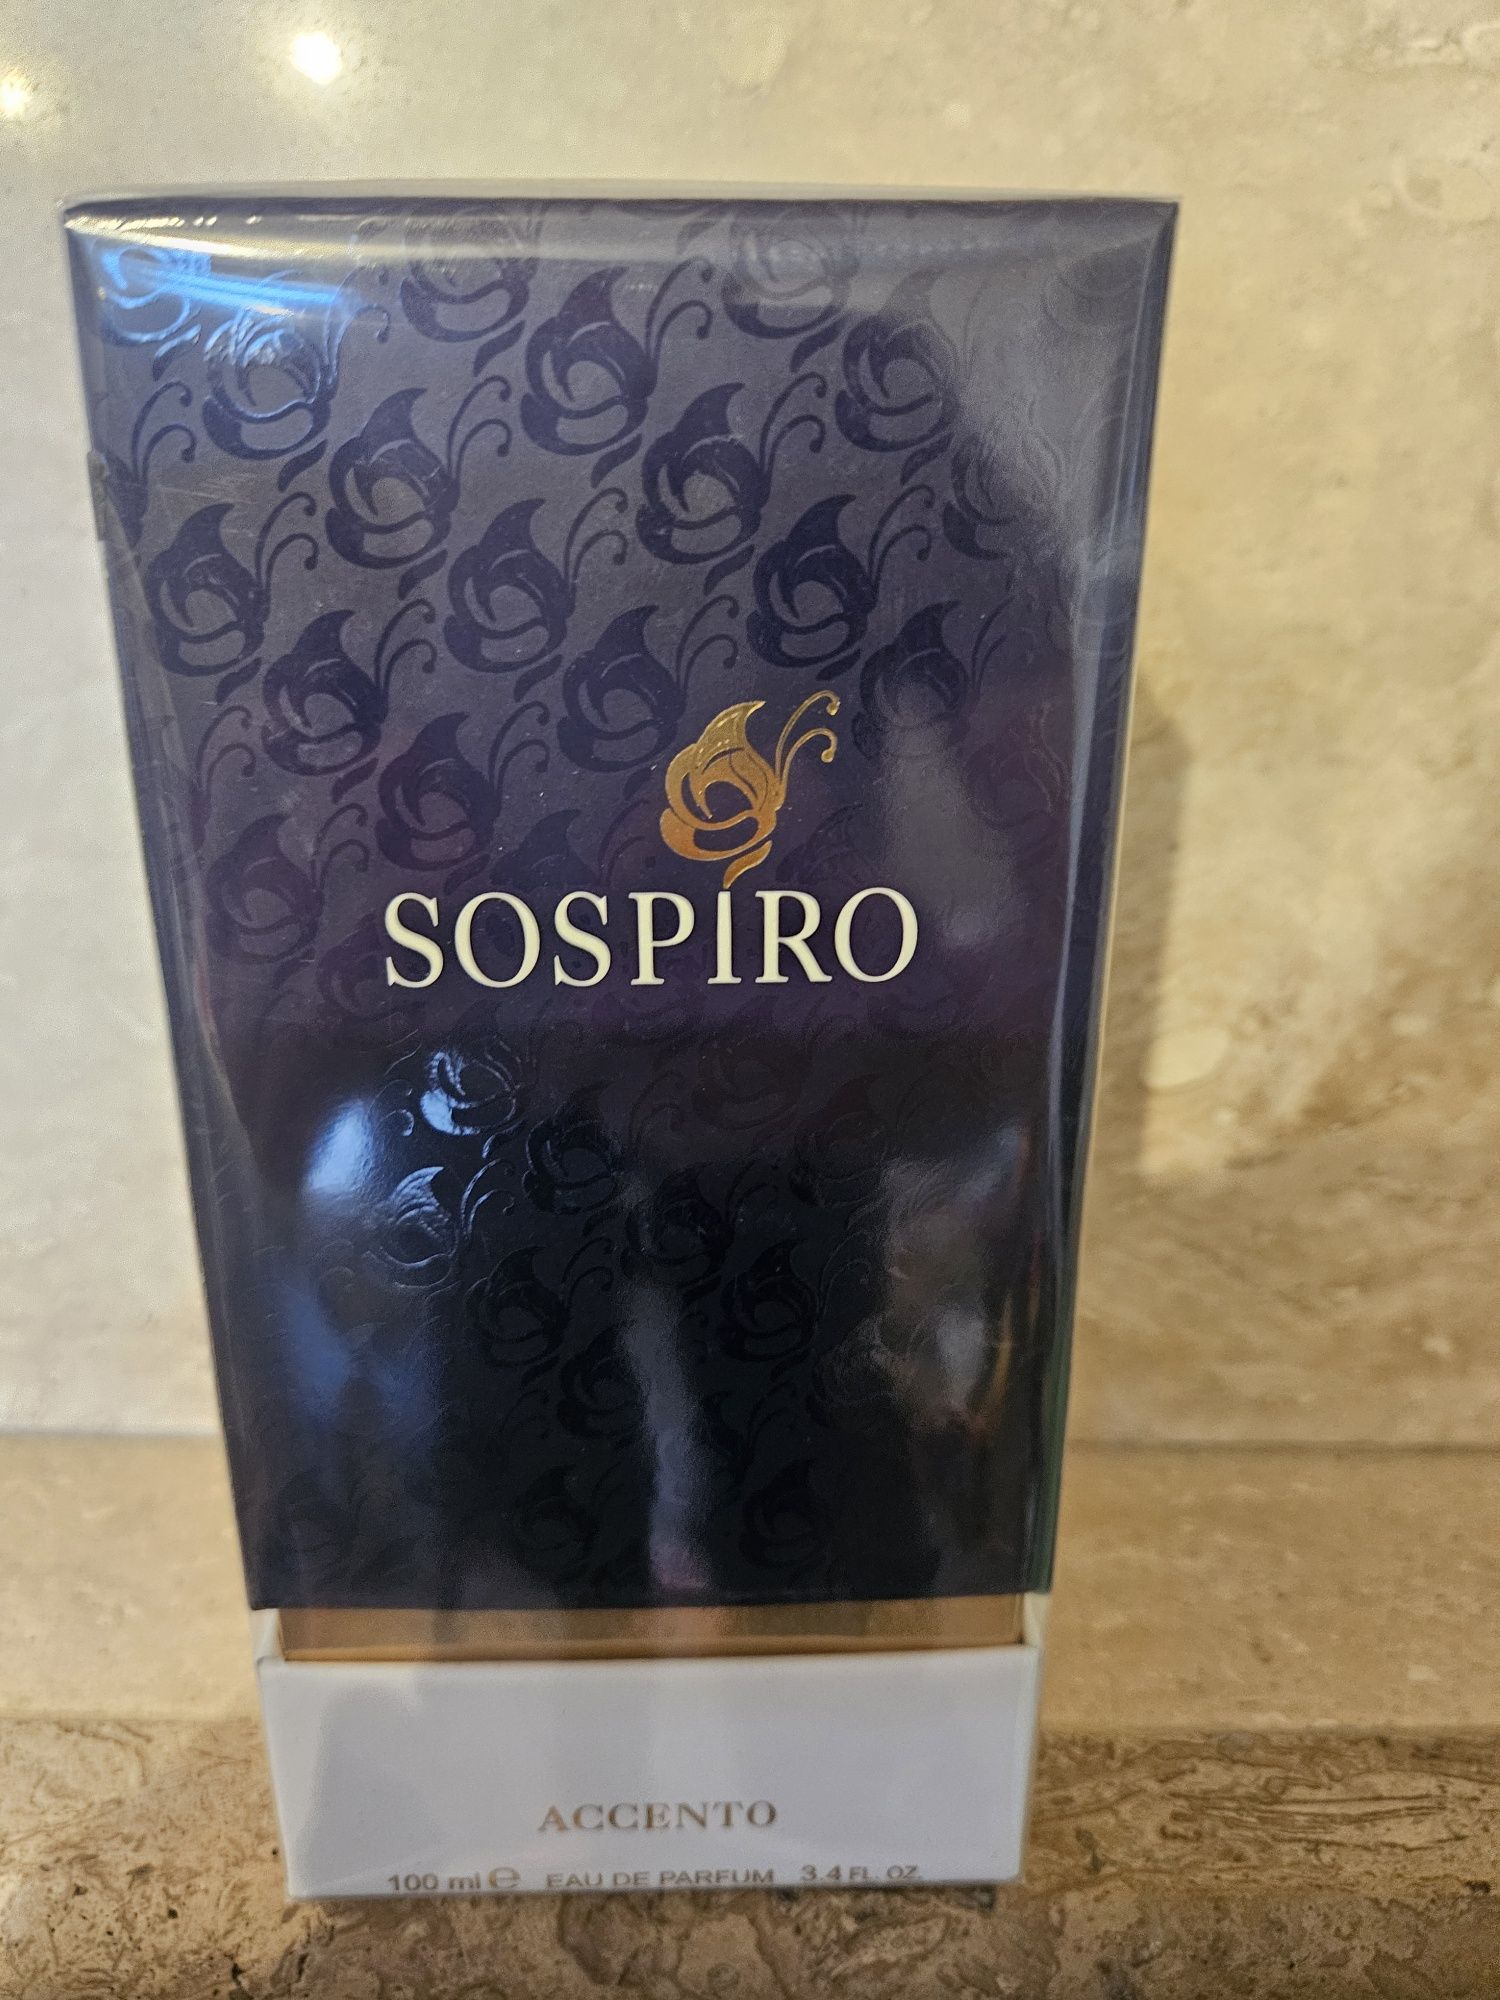 SOSPIRO
ACCENTO
100 ml ℮ EAU DE PARFUM 3.4 FL. OZ.